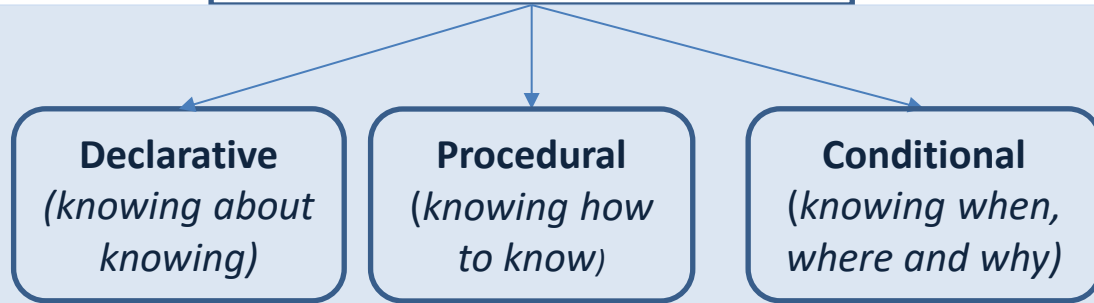 Declarative
(knowing about
knowing)
Procedural
(knowing how
to know)
Conditional
(knowing when,
where and why)